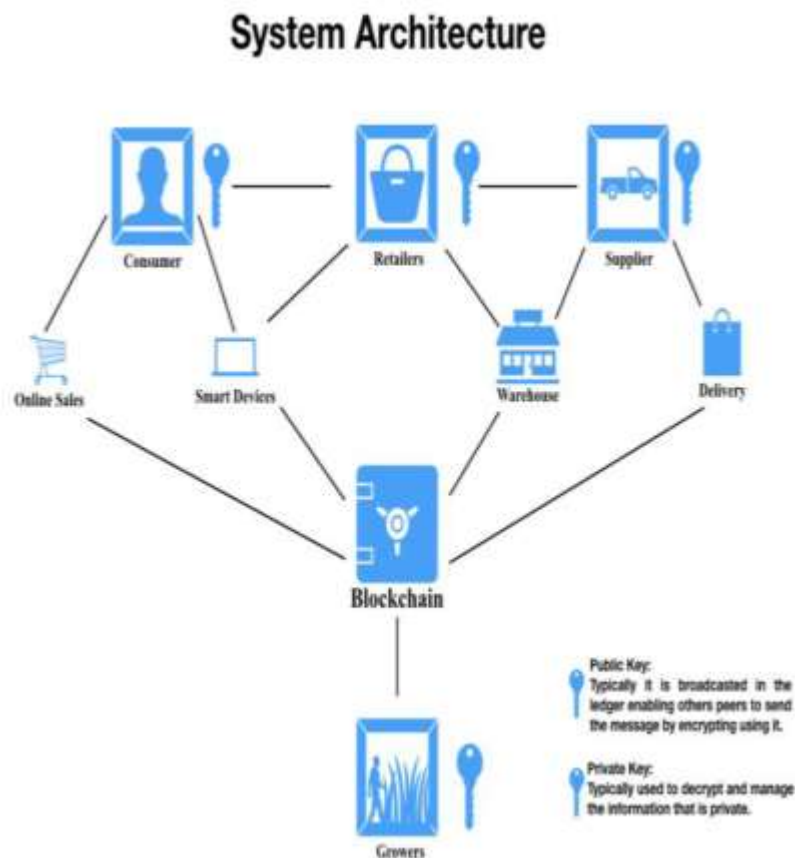 System Architecture
Consumer
Retailers
Supplier
Online Sales
Smart Devices
Warehouse
Delivery
Blockchain
Public Key:
Typically it is broadcasted in the
ledger enabling others peers to send
the message by encrypting using it.
Private Key:
Typically used to decrypt and manage
the information that is private.
Growers